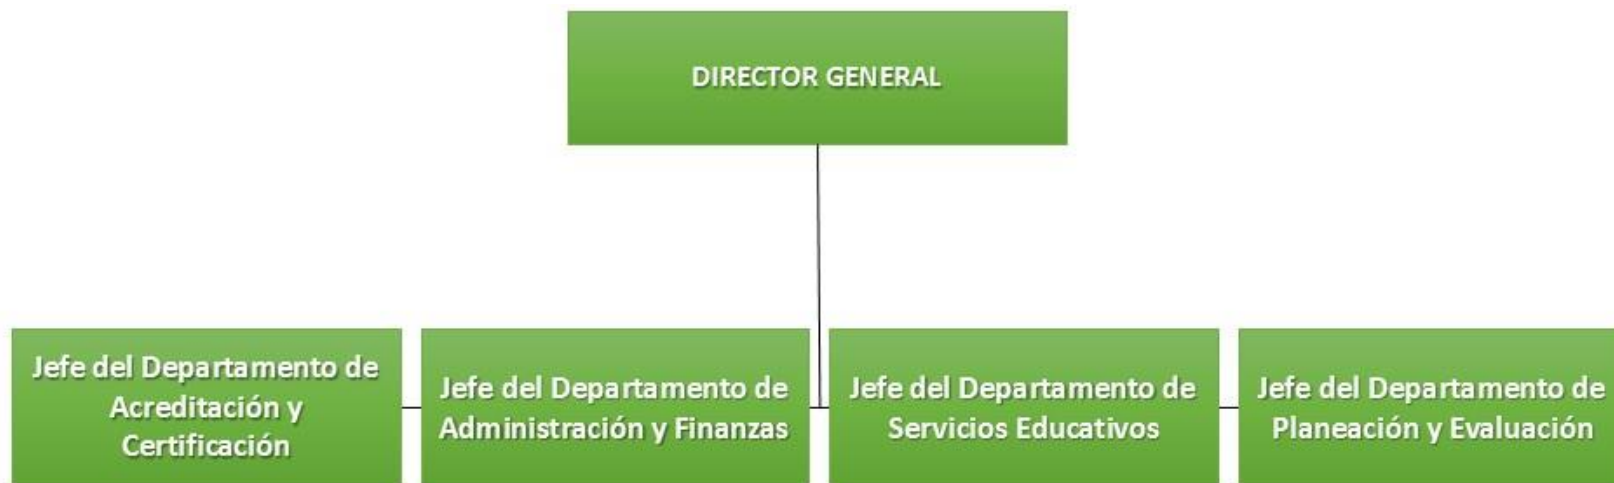 DIRECTOR GENERAL
Jefe del Departamento de
Acreditación y
Certificación
Jefe del Departamento de
Administración y Finanzas
Jefe del Departamento de
Servicios Educativos
Jefe del Departamento de
Planeación y Evaluación